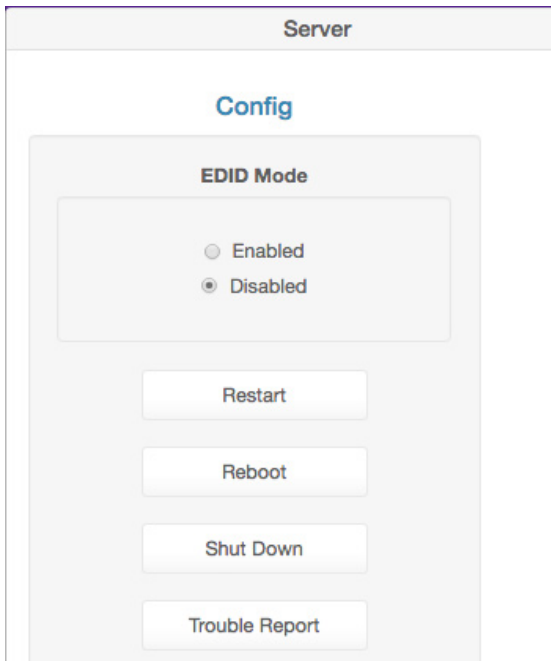 Server
Config
EDID Mode
Enabled
Disabled
Restart
Reboot
Shut Down
Trouble Report